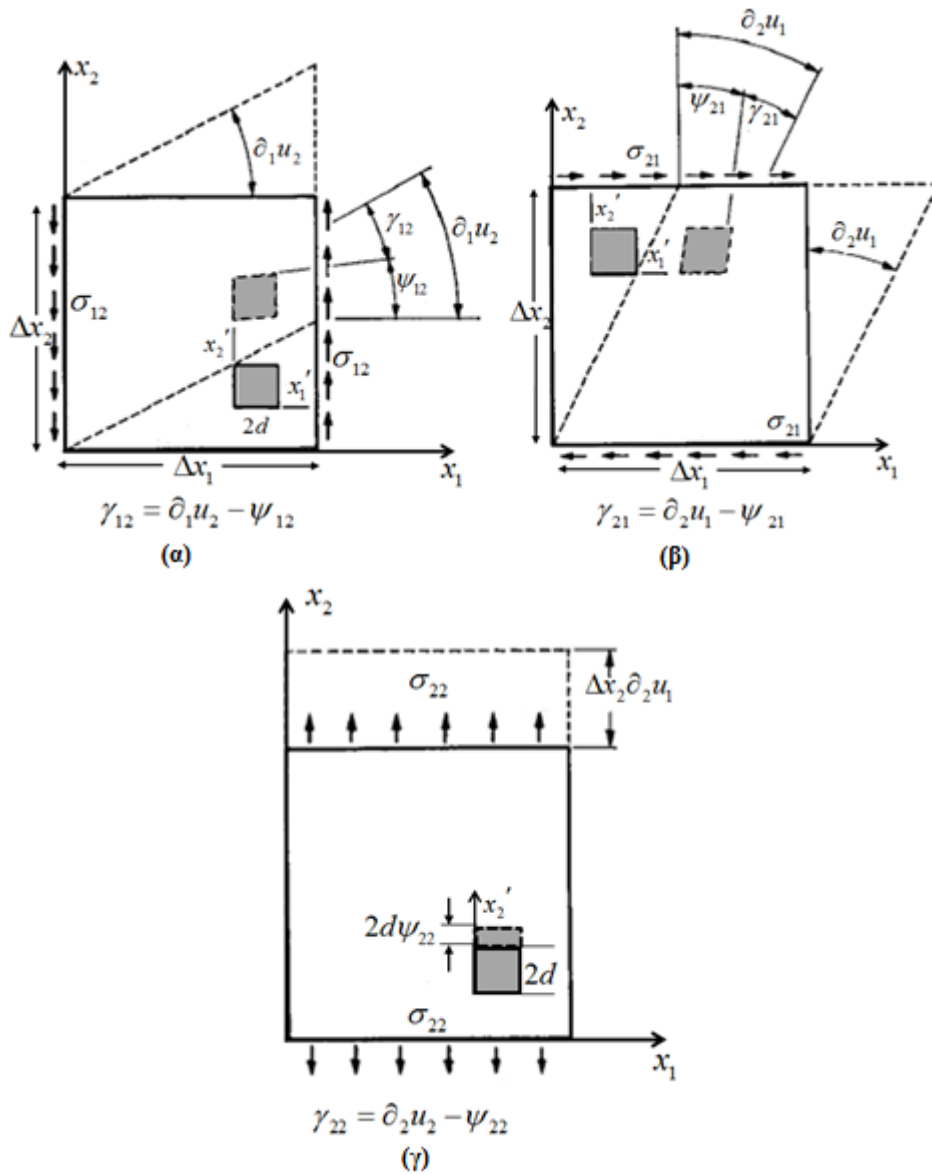 x₂
∂₁u₂
γ₁₂
∂₁u₂
ψ₁₂
σ₁₂
Δx₂
x₂′
σ₁₂
x₁′
2d
Δx₁
x₁
γ₁₂ = ∂₁u₂ − ψ₁₂
(α)
∂₂u₁
ψ₂₁
γ₂₁
x₂
σ₂₁
x₂′
∂₂u₁
x₁′
Δx₂
σ₂₁
Δx₁
x₁
γ₂₁ = ∂₂u₁ − ψ₂₁
(β)
x₂
σ₂₂
Δx₂∂₂u₁
x₂′
2dψ₂₂
2d
σ₂₂
x₁
γ₂₂ = ∂₂u₂ − ψ₂₂
(γ)